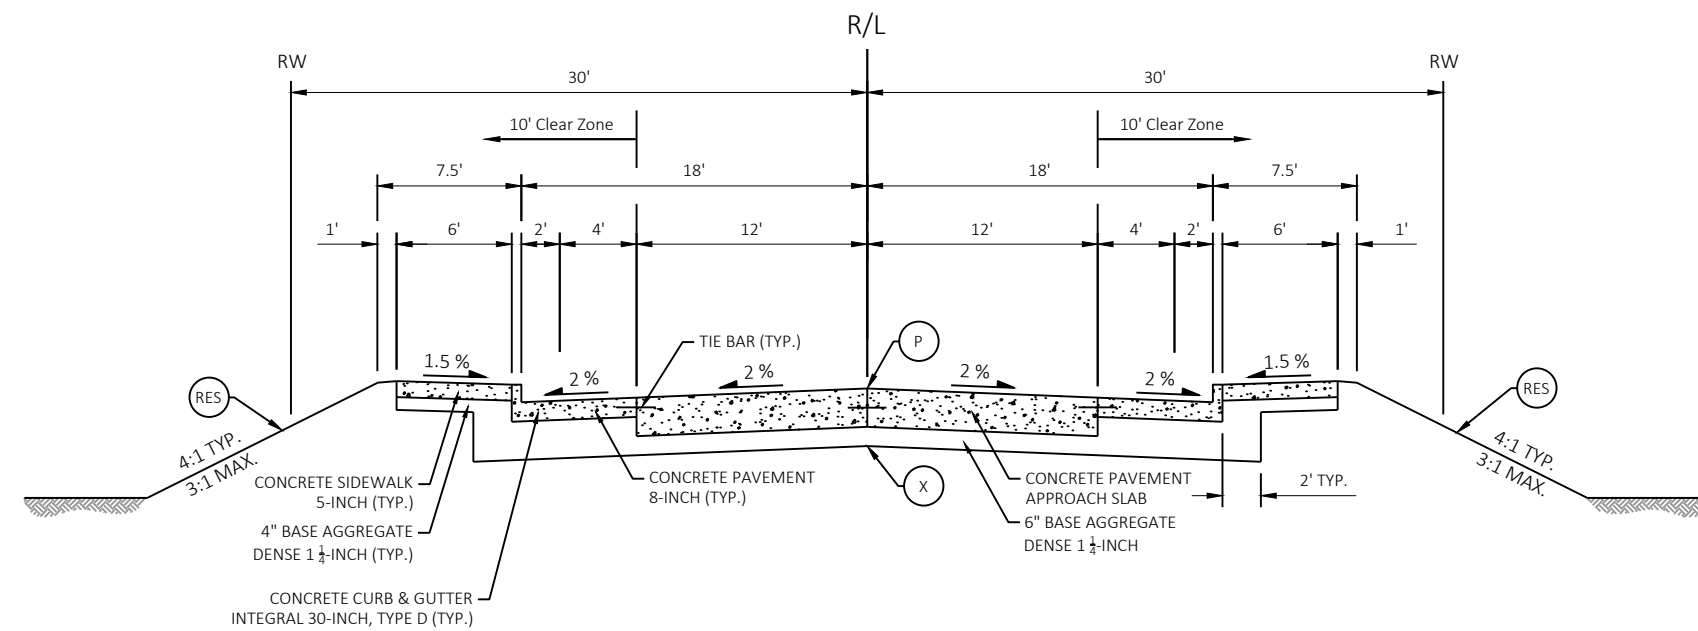 R/L
RW
RW
30'
30'
10' Clear Zone
10' Clear Zone
7.5'
18'
18'
7.5'
1'
6'
2'
4'
12'
12'
4'
2'
6'
1'
TIE BAR (TYP.)
P
1.5 %
2 %
2 %
2 %
2 %
1.5 %
RES
RES
4:1 TYP.
3:1 MAX.
4:1 TYP.
3:1 MAX.
CONCRETE SIDEWALK
5-INCH (TYP.)
CONCRETE PAVEMENT
8-INCH (TYP.)
X
CONCRETE PAVEMENT
APPROACH SLAB
2' TYP.
4" BASE AGGREGATE
DENSE 1 1/4-INCH (TYP.)
6" BASE AGGREGATE
DENSE 1 1/4-INCH
CONCRETE CURB & GUTTER
INTEGRAL 30-INCH, TYPE D (TYP.)